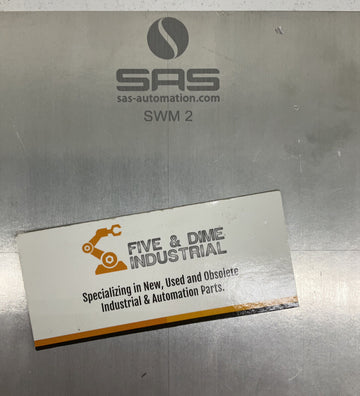 SAS
sas-automation.com
SWM 2
FIVE & DIME
INDUSTRIAL
Specializing in New, Used and Obsolete
Industrial & Automation Parts.